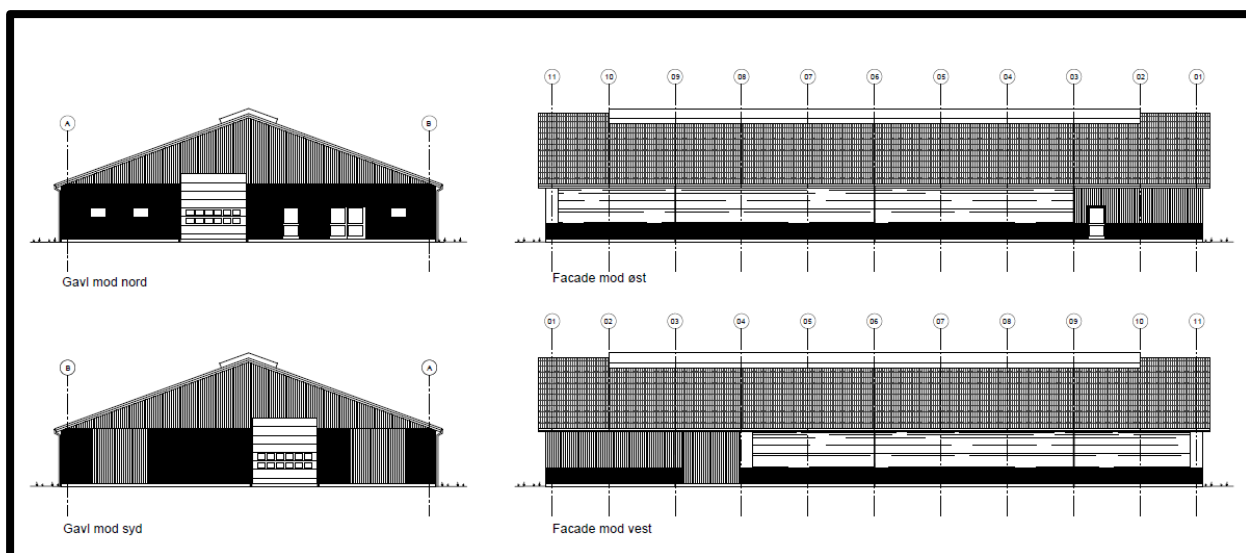 A B
Gavl mod nord
11 10 09 08 07 06 05 04 03 02 01
Facade mod øst
B A
Gavl mod syd
01 02 03 04 05 06 07 08 09 10 11
Facade mod vest